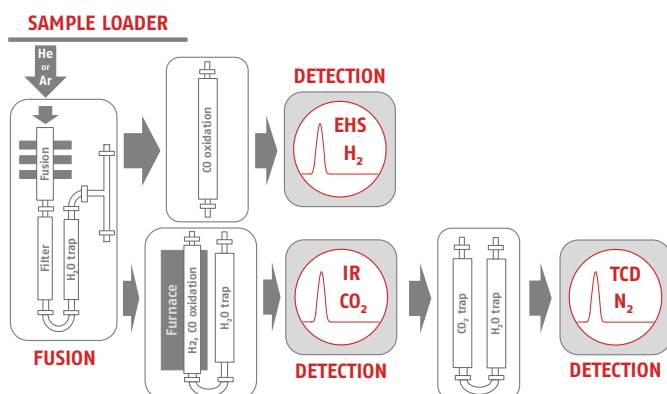 SAMPLE LOADER
He
or
Ar
Fusion
Filter
H₂O trap
FUSION
CO oxidation
DETECTION
EHS
H₂
Furnace
H2, CO oxidation
H₂O trap
IR
CO₂
DETECTION
CO₂ trap
H₂O trap
TCD
N₂
DETECTION